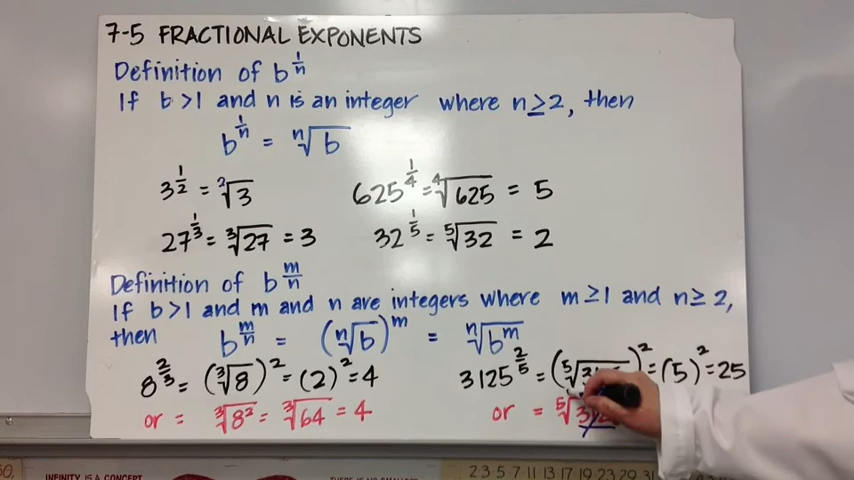 7-5 FRACTIONAL EXPONENTS
Definition of b^(1/n)
If b >1 and n is an integer where n ≥ 2, then
b^(1/n) = ⁿ√b
3^(1/2) = ²√3 625^(1/4) = ⁴√625 = 5
27^(1/3) = ³√27 = 3 32^(1/5) = ⁵√32 = 2
Definition of b^(m/n)
If b >1 and m and n are integers where m ≥ 1 and n ≥ 2,
then b^(m/n) = (ⁿ√b)^m = ⁿ√b^m
8^(2/3) = (³√8)² = (2)² = 4 3125^(2/5) = (⁵√ )² = (5)² = 25
or = ³√8² = ³√64 = 4 or = ⁵√
INFINITY IS A CONCEPT
2 3 5 7 11 13 17 19 23 29 31